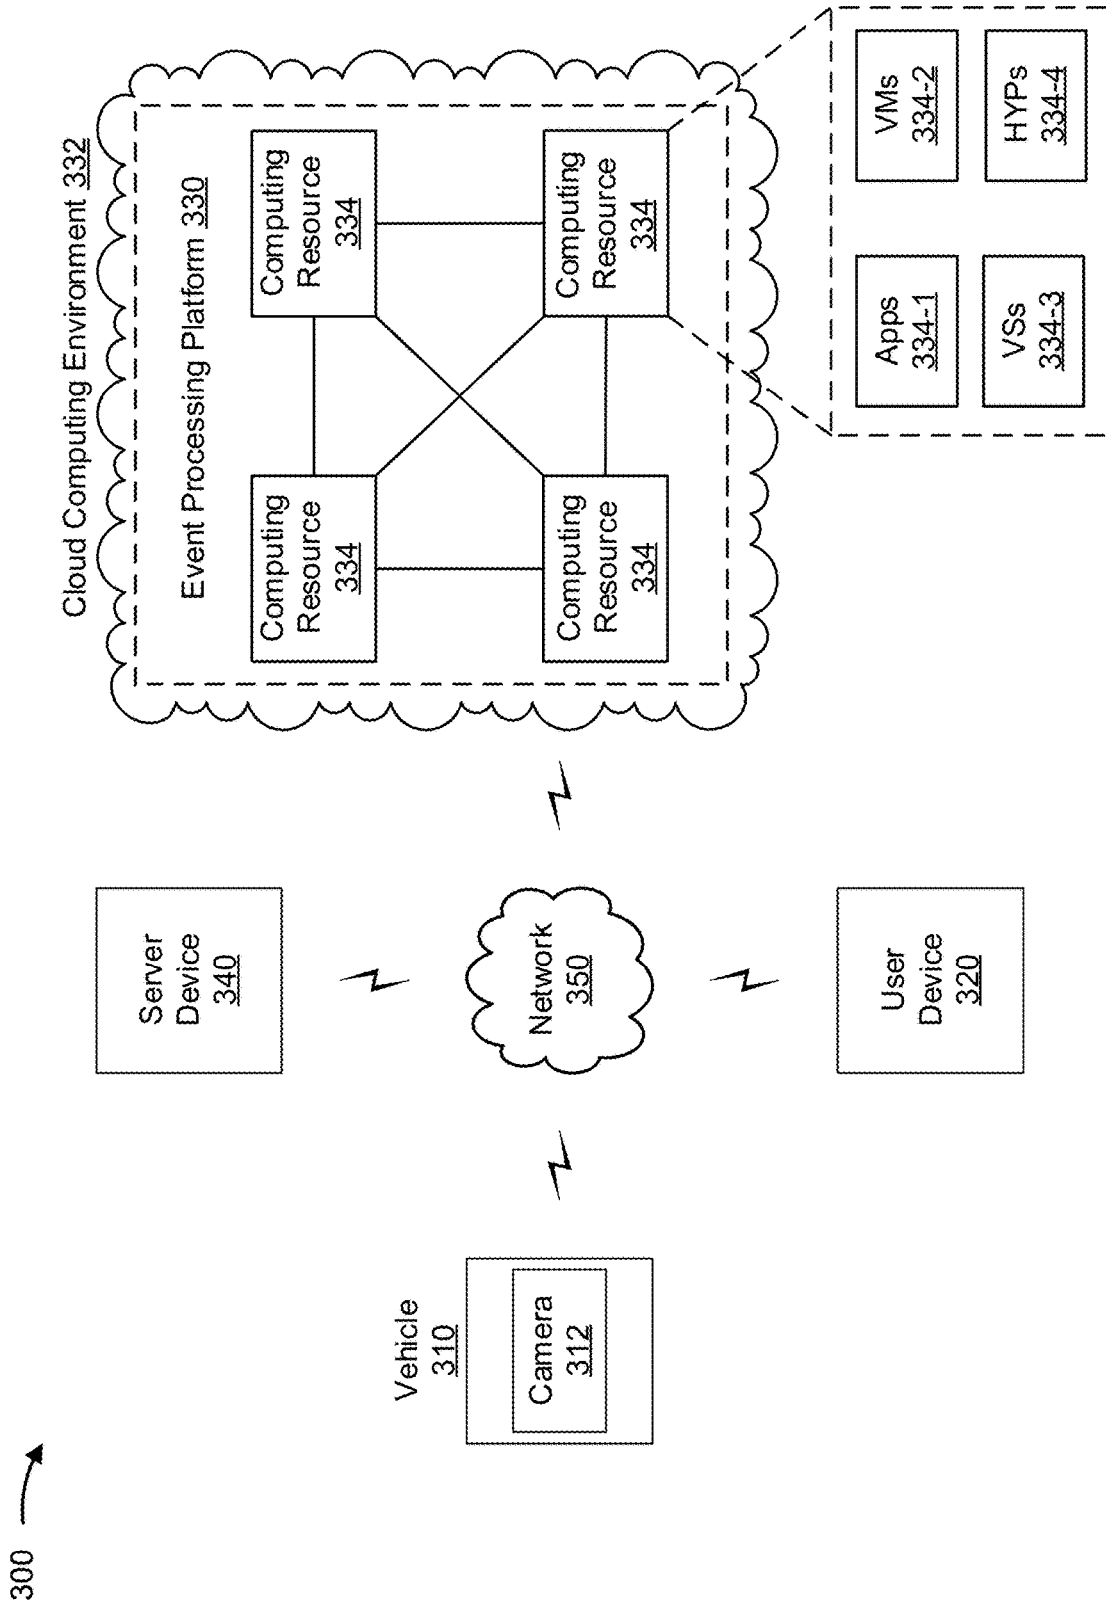 300
Cloud Computing Environment 332
Event Processing Platform 330
Computing
Resource
334
Computing
Resource
334
Computing
Resource
334
Computing
Resource
334
Server
Device
340
Vehicle
310
Camera
312
Network
350
User
Device
320
Apps
334-1
VMs
334-2
VSs
334-3
HYPs
334-4